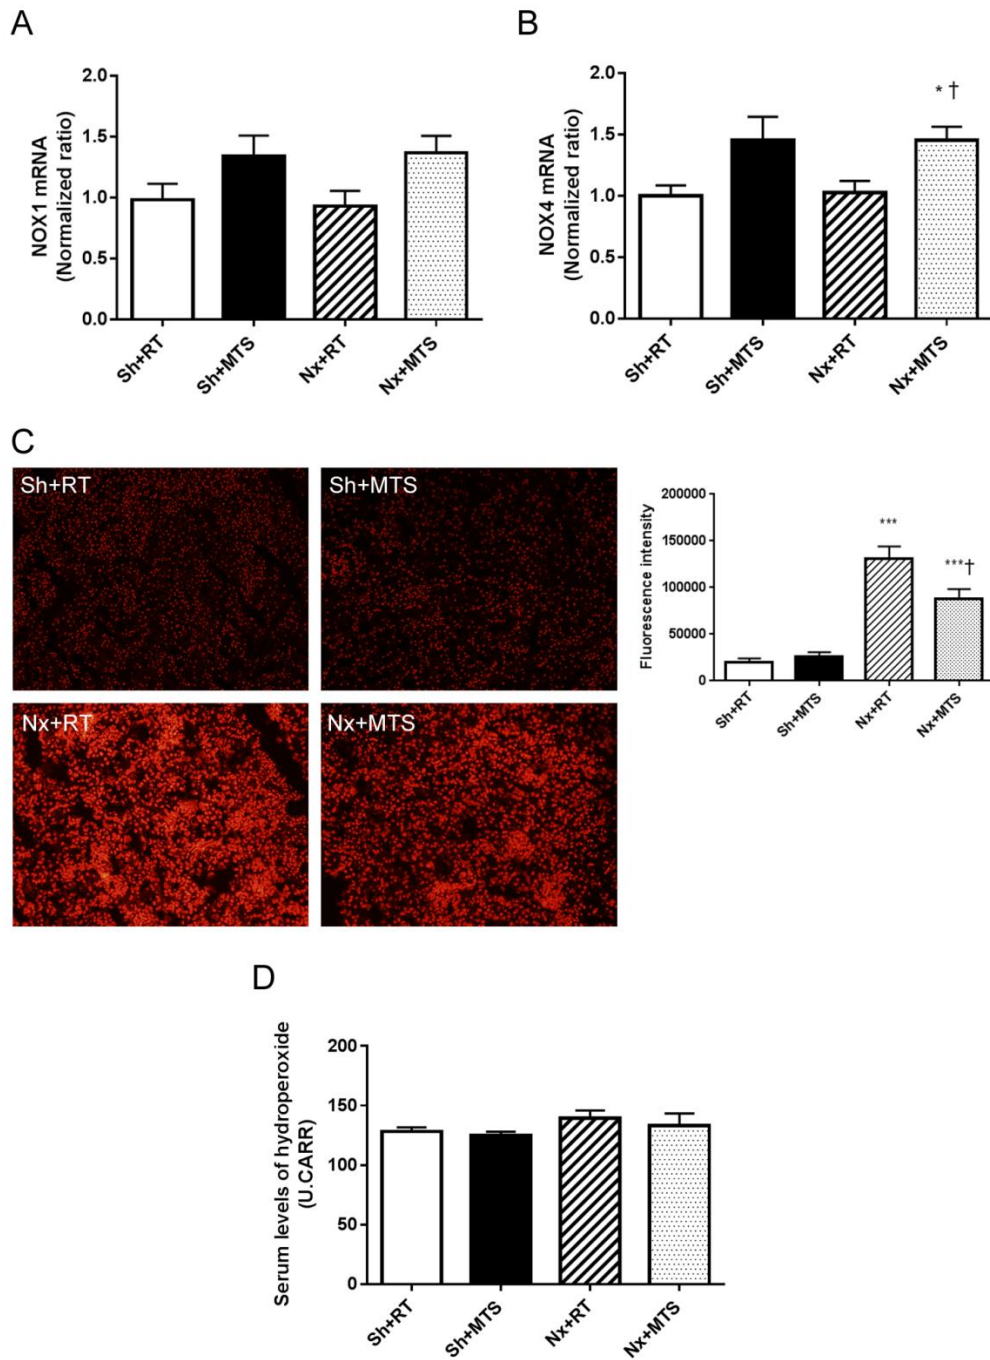 A
NOX1 mRNA
(Normalized ratio)
2.0
1.5
1.0
0.5
0.0
Sh+RT
Sh+MTS
Nx+RT
Nx+MTS
B
NOX4 mRNA
(Normalized ratio)
2.0
1.5
1.0
0.5
0.0
* †
Sh+RT
Sh+MTS
Nx+RT
Nx+MTS
C
Sh+RT
Sh+MTS
Nx+RT
Nx+MTS
Fluorescence intensity
200000
150000
100000
50000
0
***
***†
Sh+RT
Sh+MTS
Nx+RT
Nx+MTS
D
Serum levels of hydroperoxide
(U.CARR)
200
150
100
50
0
Sh+RT
Sh+MTS
Nx+RT
Nx+MTS